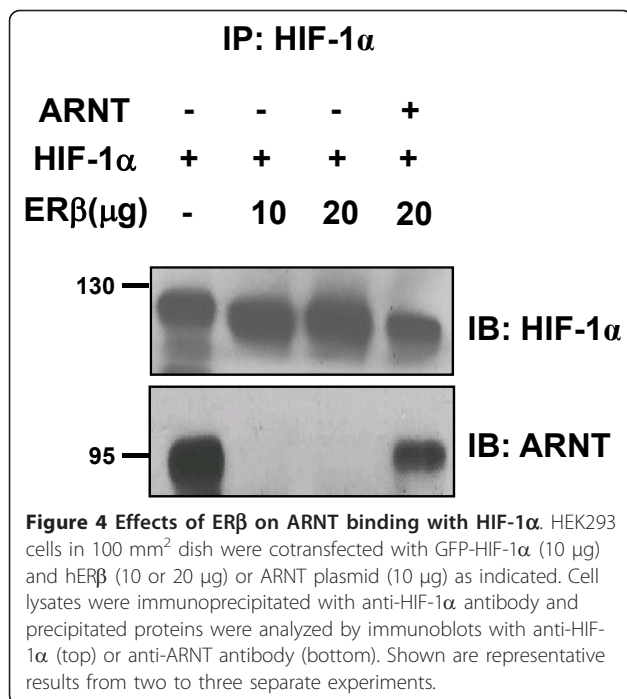 IP: HIF-1α
ARNT - - - +
HIF-1α + + + +
ERβ(μg) - 10 20 20
130
IB: HIF-1α
95
IB: ARNT
Figure 4 Effects of ERβ on ARNT binding with HIF-1α. HEK293
cells in 100 mm² dish were cotransfected with GFP-HIF-1α (10 μg)
and hERβ (10 or 20 μg) or ARNT plasmid (10 μg) as indicated. Cell
lysates were immunoprecipitated with anti-HIF-1α antibody and
precipitated proteins were analyzed by immunoblots with anti-HIF-
1α (top) or anti-ARNT antibody (bottom). Shown are representative
results from two to three separate experiments.